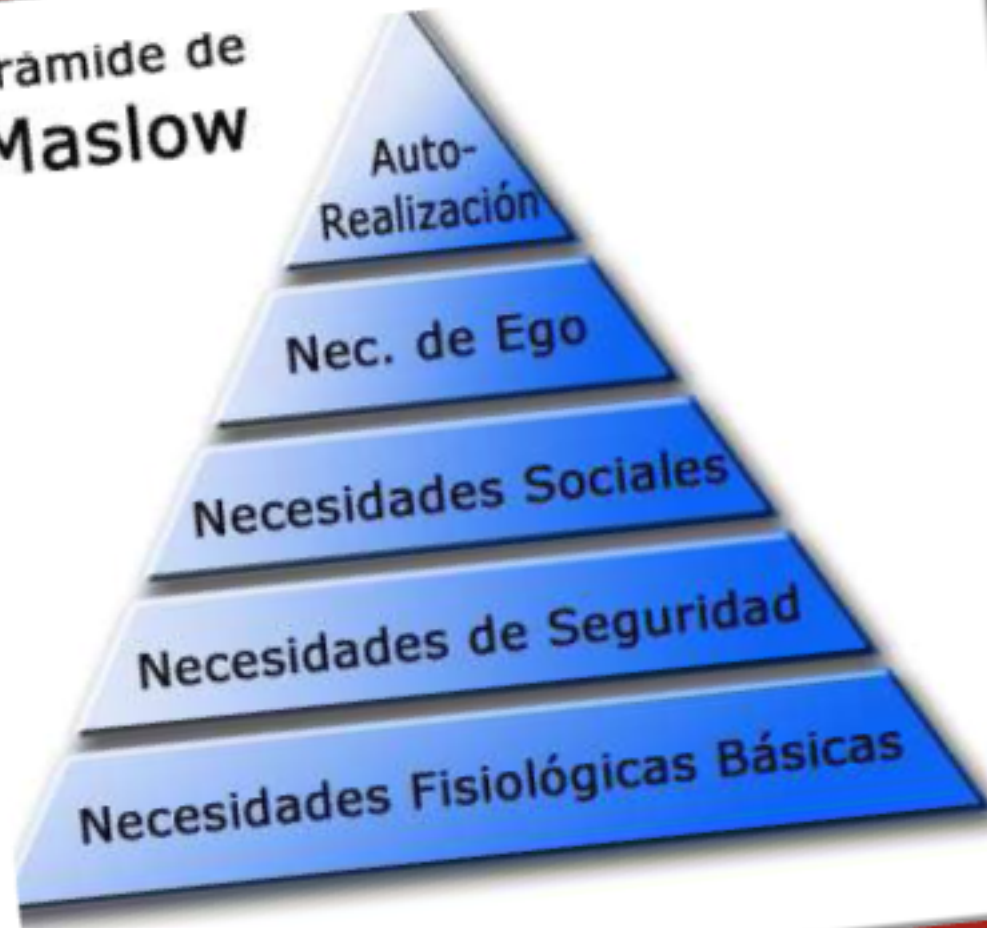 rámide de
Maslow
Auto-
Realización
Nec. de Ego
Necesidades Sociales
Necesidades de Seguridad
Necesidades Fisiológicas Básicas